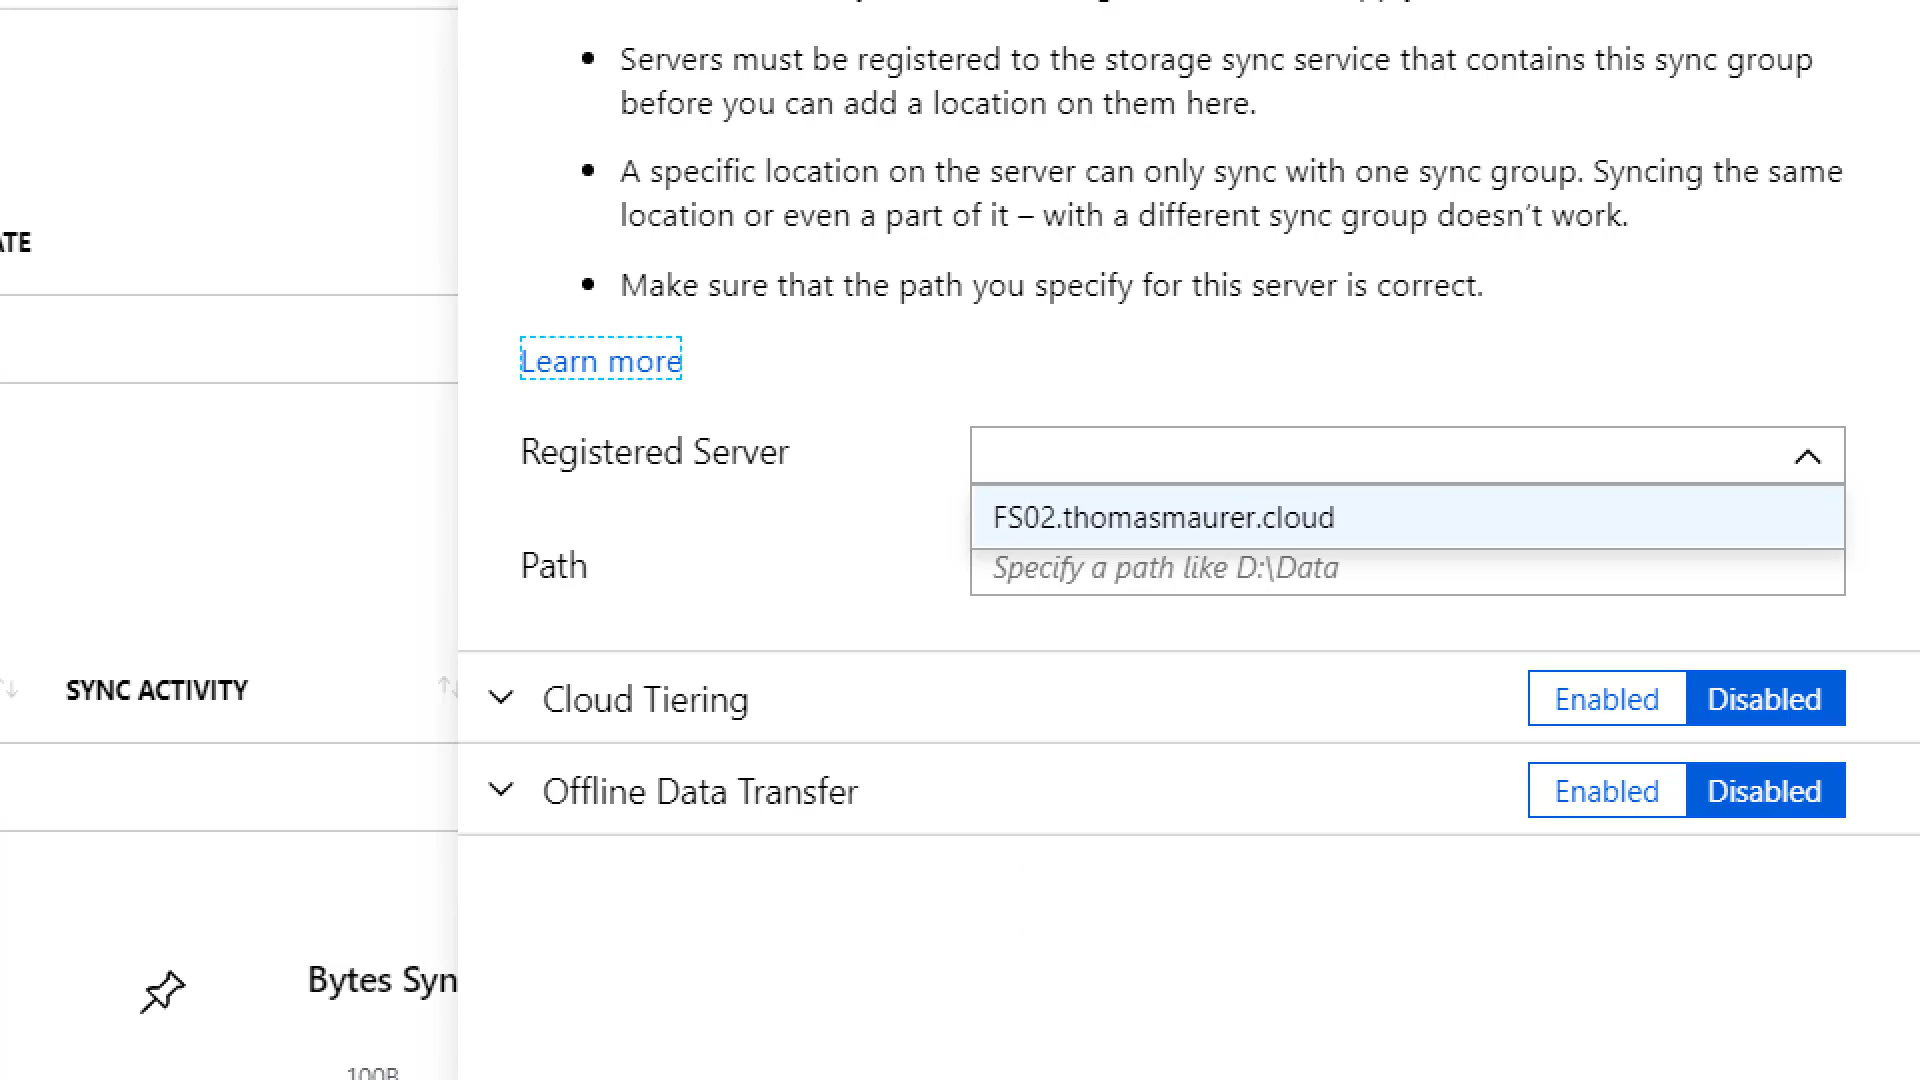 Servers must be registered to the storage sync service that contains this sync group
before you can add a location on them here.
A specific location on the server can only sync with one sync group. Syncing the same
location or even a part of it – with a different sync group doesn't work.
Make sure that the path you specify for this server is correct.
Learn more
Registered Server
FS02.thomasmaurer.cloud
Path
Specify a path like D:\Data
Cloud Tiering
Enabled
Disabled
Offline Data Transfer
Enabled
Disabled
ATE
SYNC ACTIVITY
Bytes Syn
100B